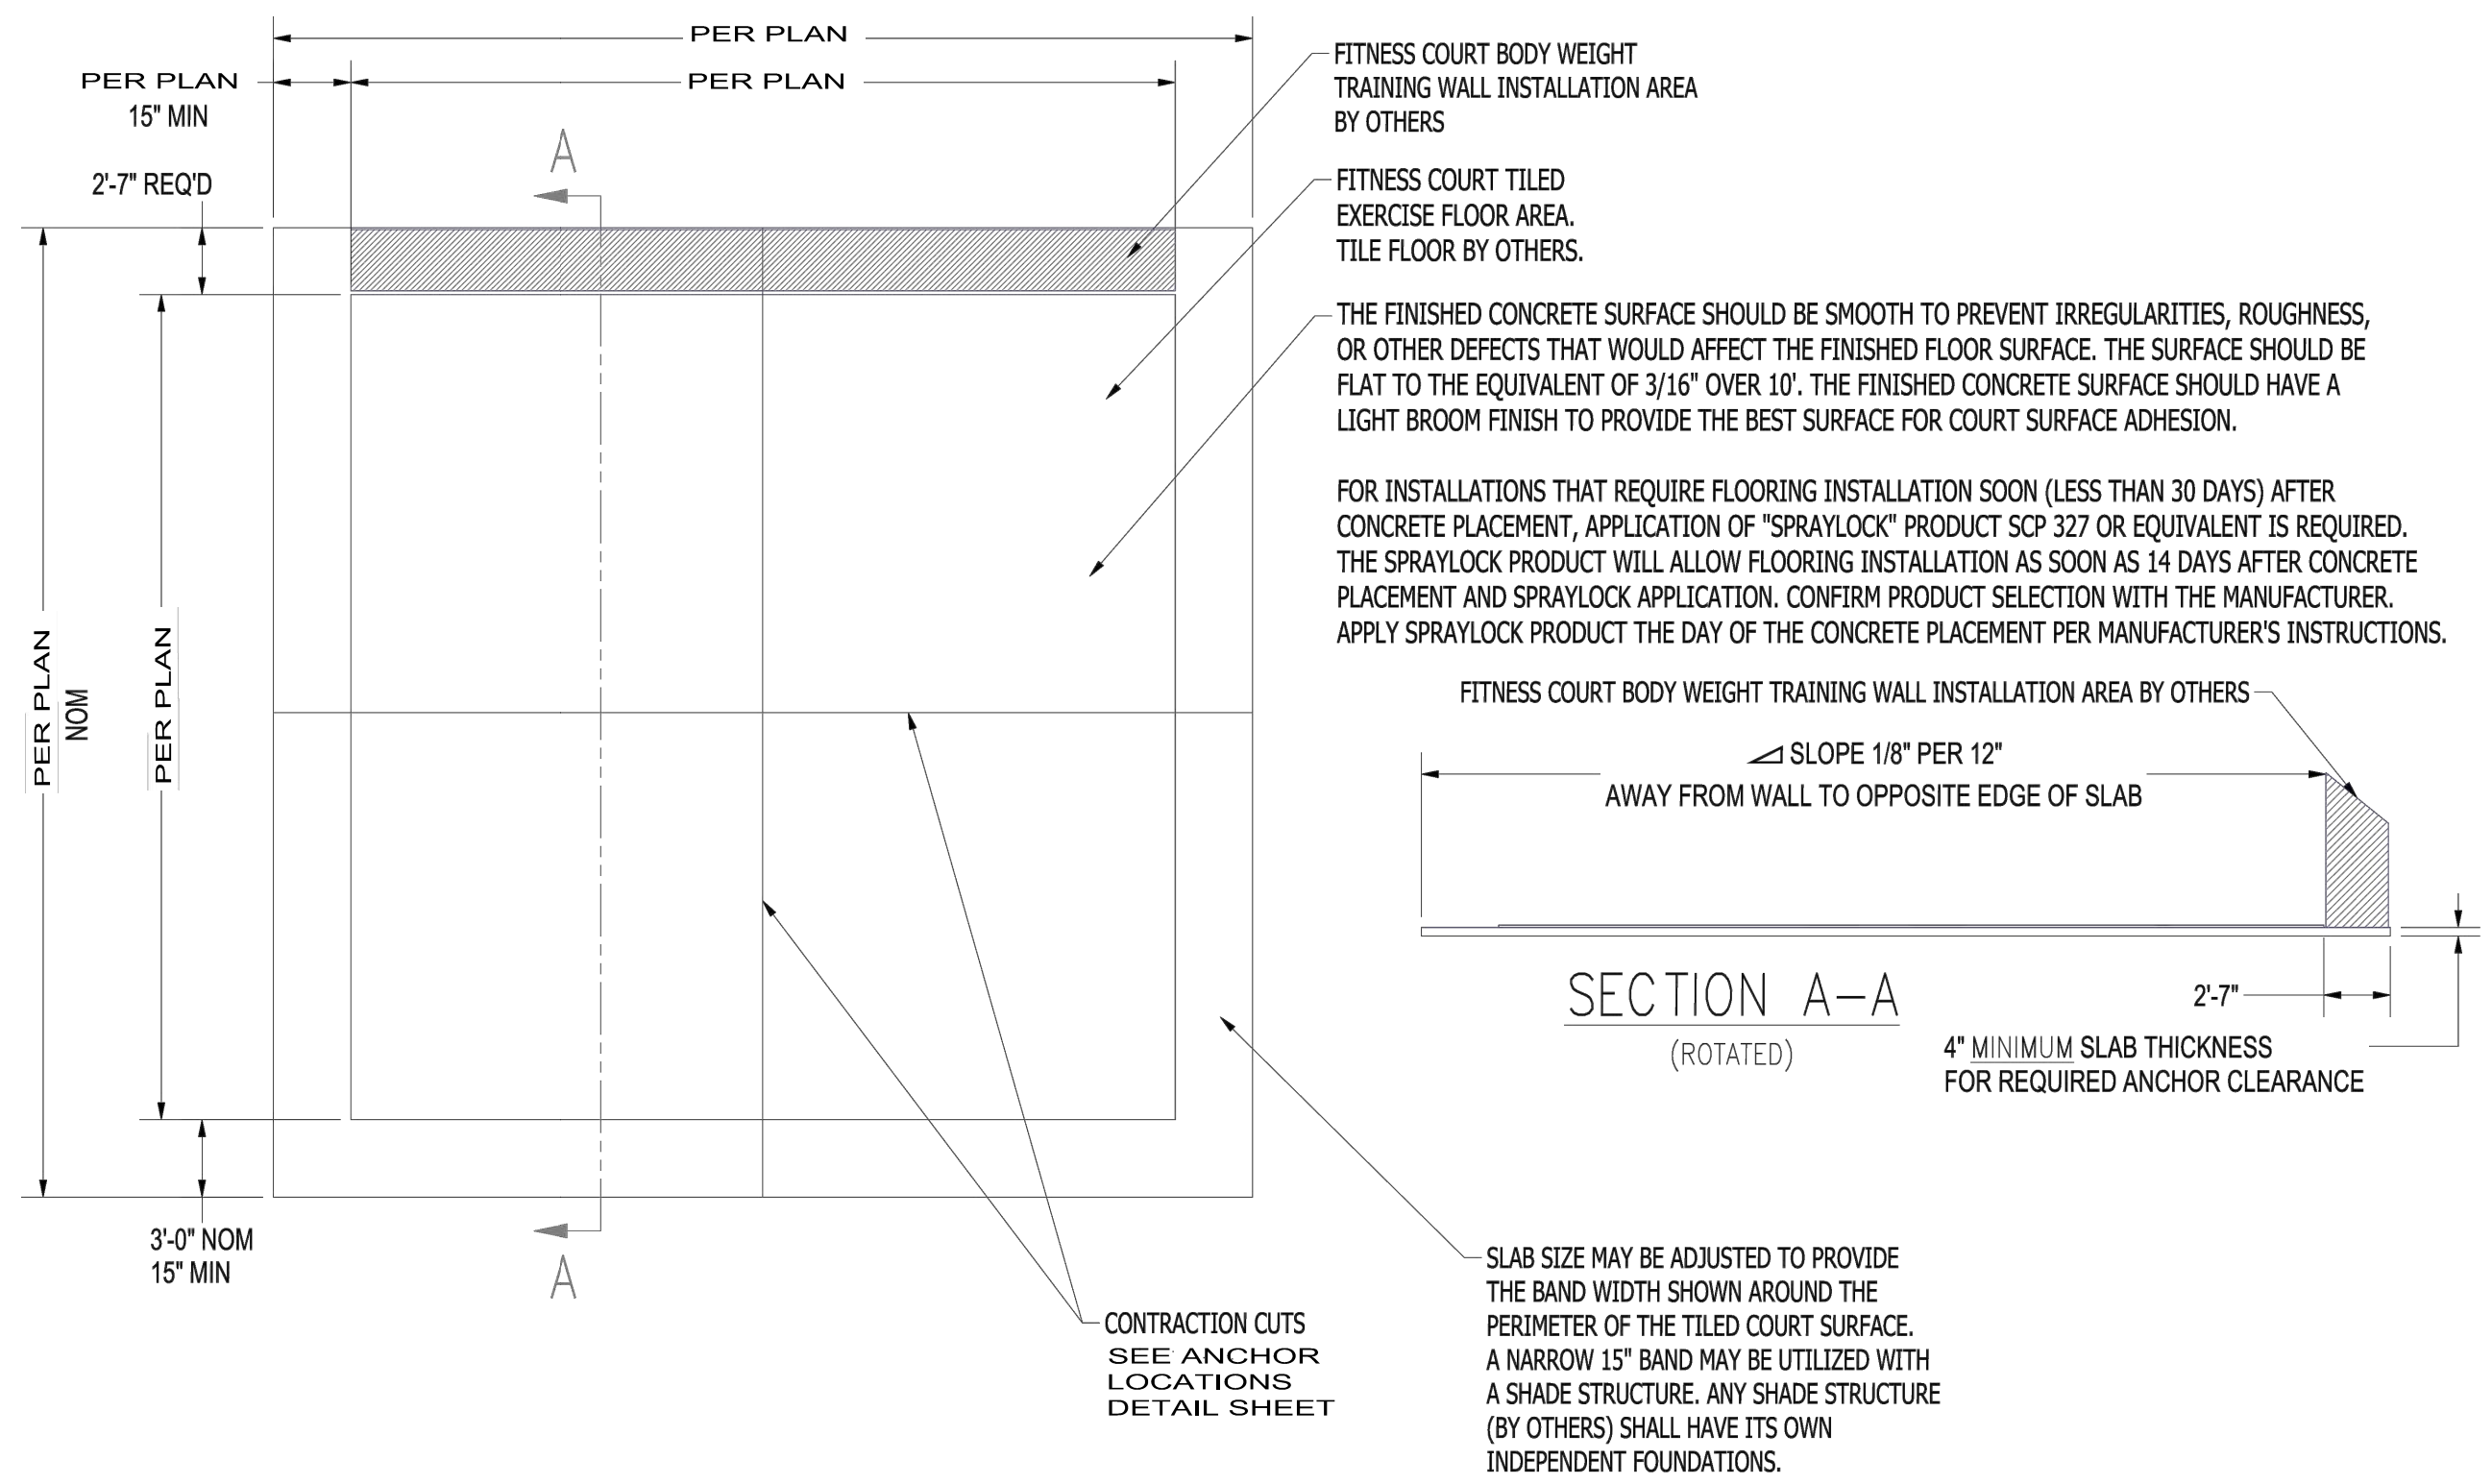 PER PLAN
PER PLAN
PER PLAN
15" MIN
2'-7" REQ'D
A
PER PLAN
NOM
PER PLAN
3'-0" NOM
15" MIN
A
FITNESS COURT BODY WEIGHT
TRAINING WALL INSTALLATION AREA
BY OTHERS
FITNESS COURT TILED
EXERCISE FLOOR AREA.
TILE FLOOR BY OTHERS.
THE FINISHED CONCRETE SURFACE SHOULD BE SMOOTH TO PREVENT IRREGULARITIES, ROUGHNESS,
OR OTHER DEFECTS THAT WOULD AFFECT THE FINISHED FLOOR SURFACE. THE SURFACE SHOULD BE
FLAT TO THE EQUIVALENT OF 3/16" OVER 10'. THE FINISHED CONCRETE SURFACE SHOULD HAVE A
LIGHT BROOM FINISH TO PROVIDE THE BEST SURFACE FOR COURT SURFACE ADHESION.
FOR INSTALLATIONS THAT REQUIRE FLOORING INSTALLATION SOON (LESS THAN 30 DAYS) AFTER
CONCRETE PLACEMENT, APPLICATION OF "SPRAYLOCK" PRODUCT SCP 327 OR EQUIVALENT IS REQUIRED.
THE SPRAYLOCK PRODUCT WILL ALLOW FLOORING INSTALLATION AS SOON AS 14 DAYS AFTER CONCRETE
PLACEMENT AND SPRAYLOCK APPLICATION. CONFIRM PRODUCT SELECTION WITH THE MANUFACTURER.
APPLY SPRAYLOCK PRODUCT THE DAY OF THE CONCRETE PLACEMENT PER MANUFACTURER'S INSTRUCTIONS.
FITNESS COURT BODY WEIGHT TRAINING WALL INSTALLATION AREA BY OTHERS
SLOPE 1/8" PER 12"
AWAY FROM WALL TO OPPOSITE EDGE OF SLAB
SECTION A-A
(ROTATED)
2'-7"
4" MINIMUM SLAB THICKNESS
FOR REQUIRED ANCHOR CLEARANCE
CONTRACTION CUTS
SEE ANCHOR
LOCATIONS
DETAIL SHEET
SLAB SIZE MAY BE ADJUSTED TO PROVIDE
THE BAND WIDTH SHOWN AROUND THE
PERIMETER OF THE TILED COURT SURFACE.
A NARROW 15" BAND MAY BE UTILIZED WITH
A SHADE STRUCTURE. ANY SHADE STRUCTURE
(BY OTHERS) SHALL HAVE ITS OWN
INDEPENDENT FOUNDATIONS.